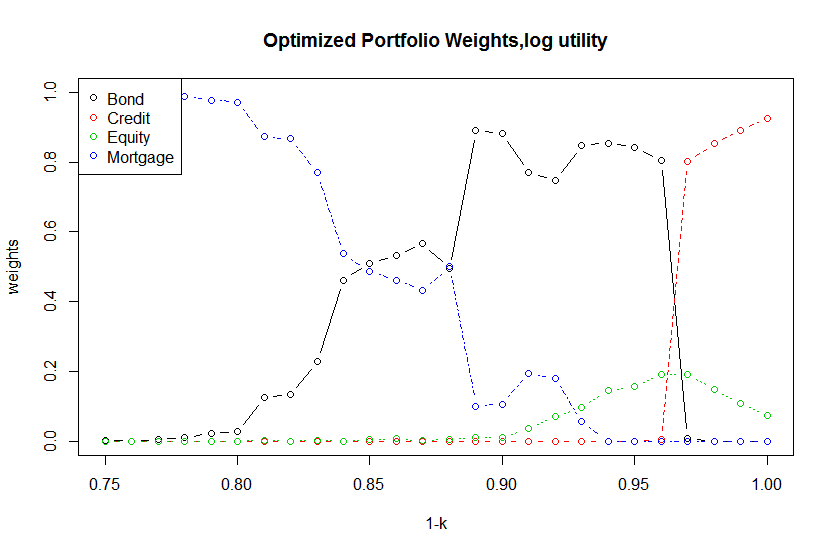 Optimized Portfolio Weights,log utility
Bond
Credit
Equity
Mortgage
weights
1.0
0.8
0.6
0.4
0.2
0.0
0.75 0.80 0.85 0.90 0.95 1.00
1-k